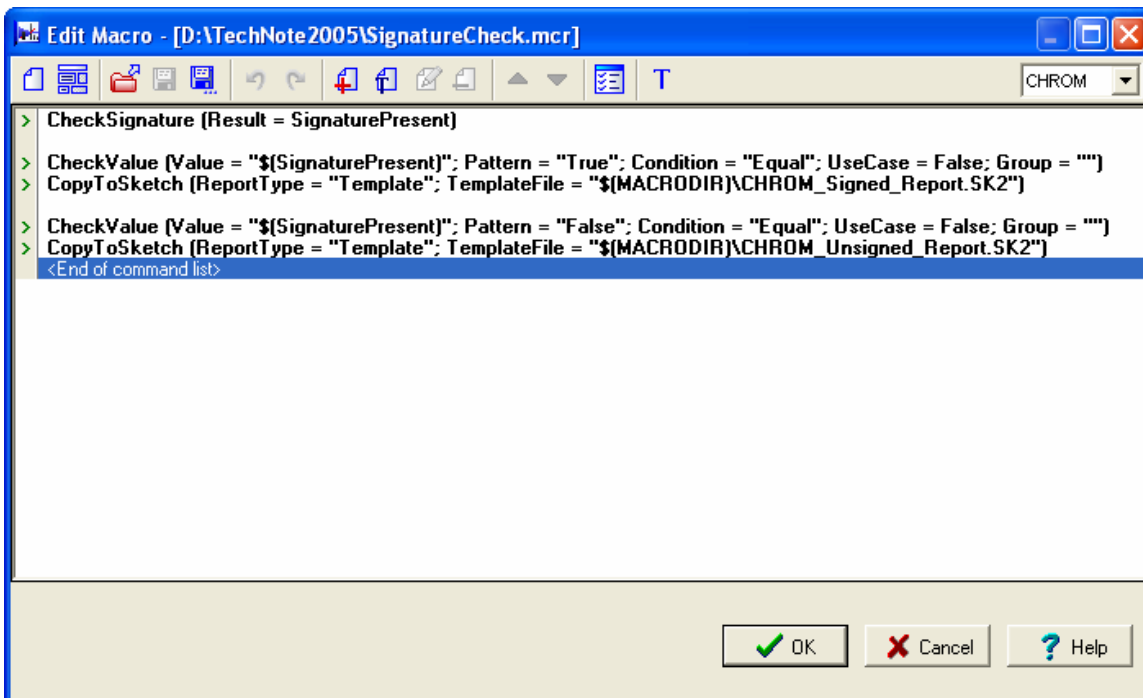 Edit Macro - [D:\TechNote2005\SignatureCheck.mcr]
T
CHROM
> CheckSignature (Result = SignaturePresent)
> CheckValue (Value = "$(SignaturePresent)"; Pattern = "True"; Condition = "Equal"; UseCase = False; Group = "")
> CopyToSketch (ReportType = "Template"; TemplateFile = "$(MACRODIR)\CHROM_Signed_Report.SK2")
> CheckValue (Value = "$(SignaturePresent)"; Pattern = "False"; Condition = "Equal"; UseCase = False; Group = "")
> CopyToSketch (ReportType = "Template"; TemplateFile = "$(MACRODIR)\CHROM_Unsigned_Report.SK2")
<End of command list>
OK
Cancel
? Help